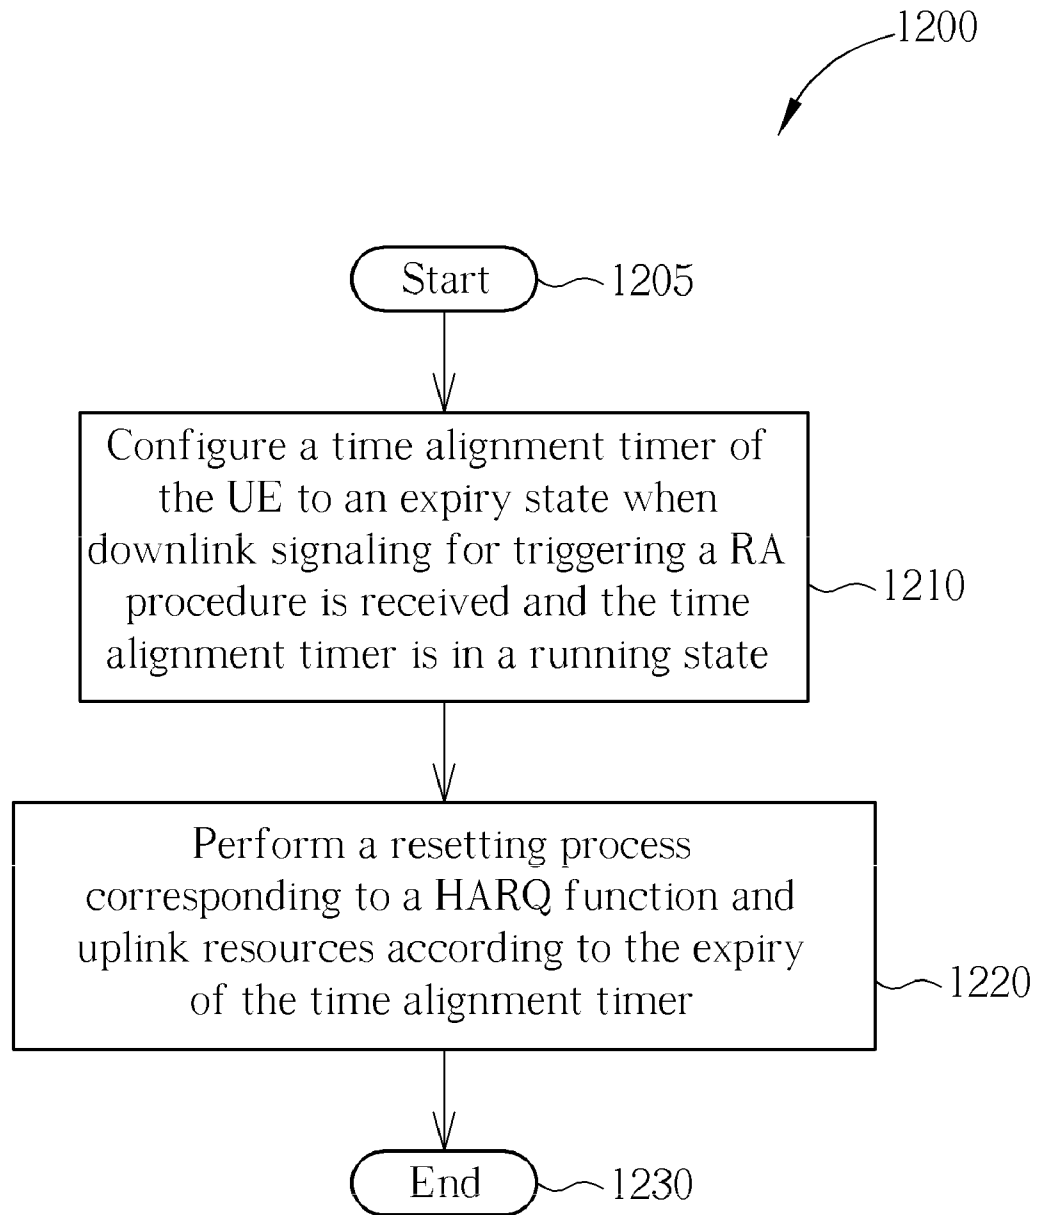 1200
Start
1205
Configure a time alignment timer of
the UE to an expiry state when
downlink signaling for triggering a RA
procedure is received and the time
alignment timer is in a running state
1210
Perform a resetting process
corresponding to a HARQ function and
uplink resources according to the expiry
of the time alignment timer
1220
End
1230